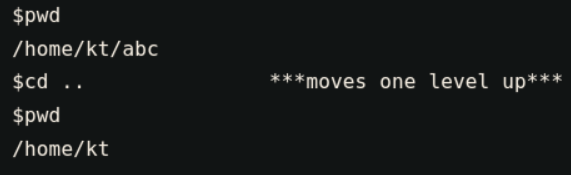 $pwd
/home/kt/abc
$cd .. ***moves one level up***
$pwd
/home/kt